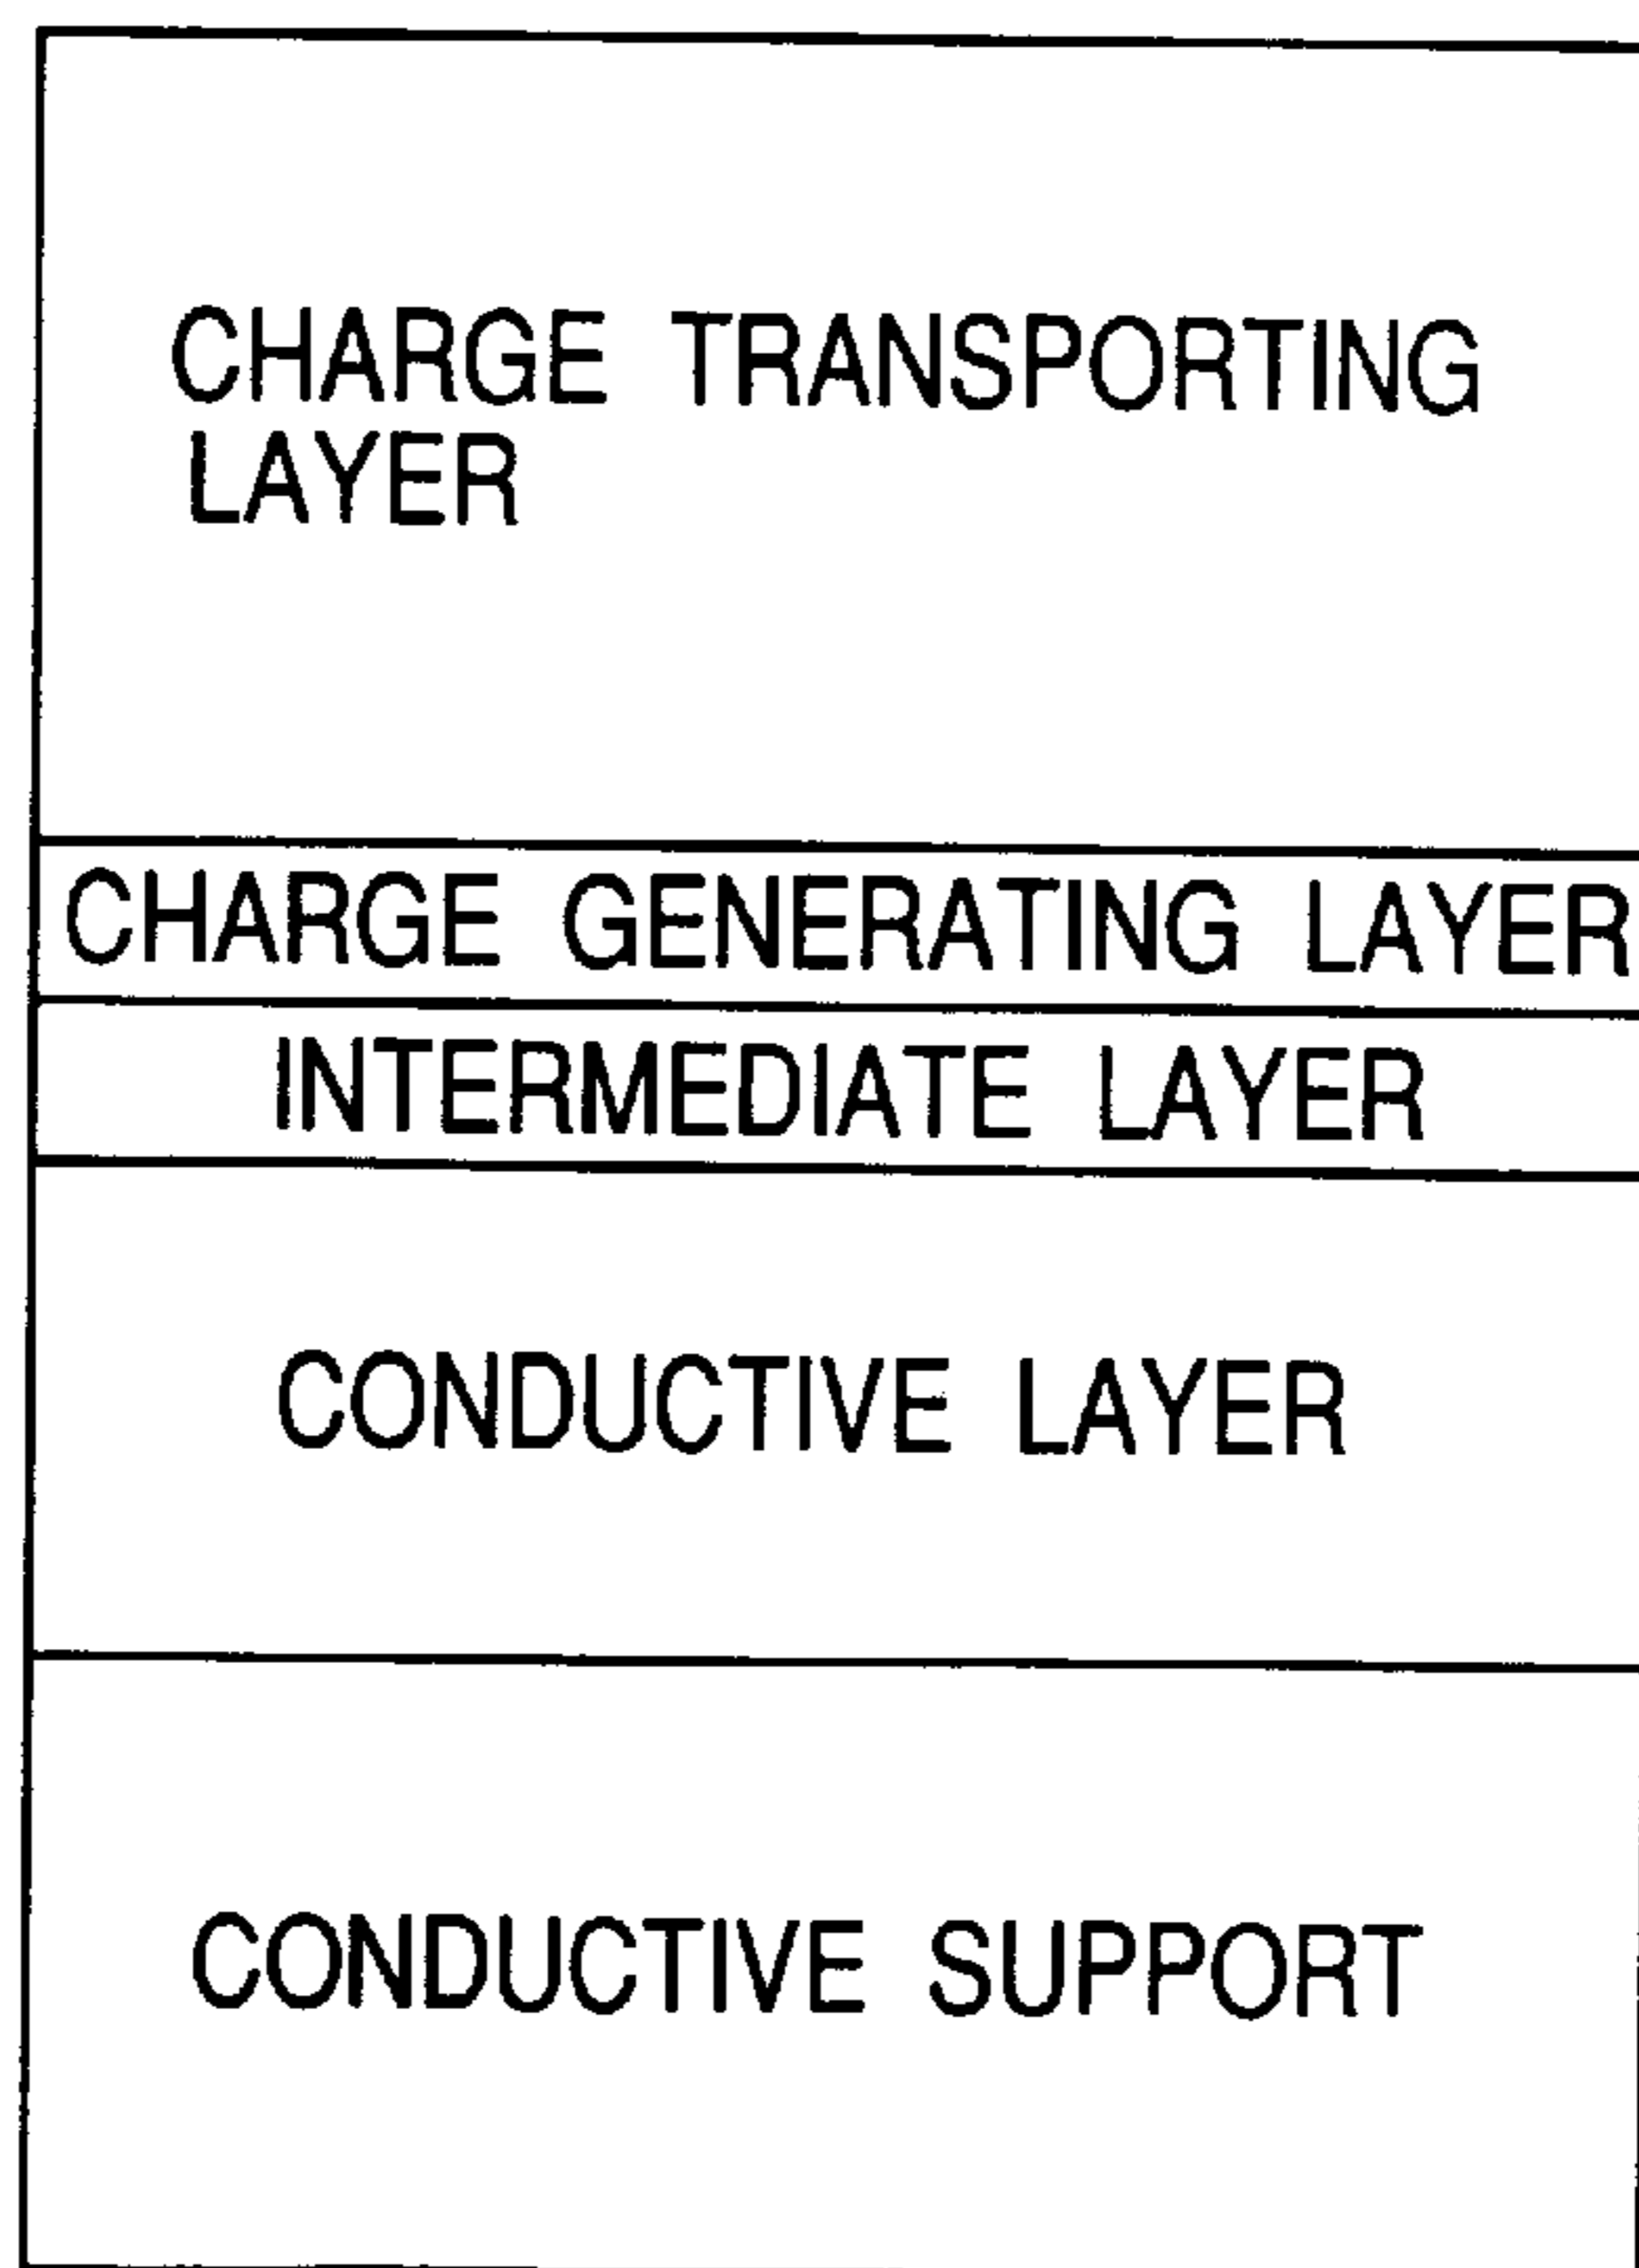 CHARGE TRANSPORTING
LAYER
CHARGE GENERATING LAYER
INTERMEDIATE LAYER
CONDUCTIVE LAYER
CONDUCTIVE SUPPORT